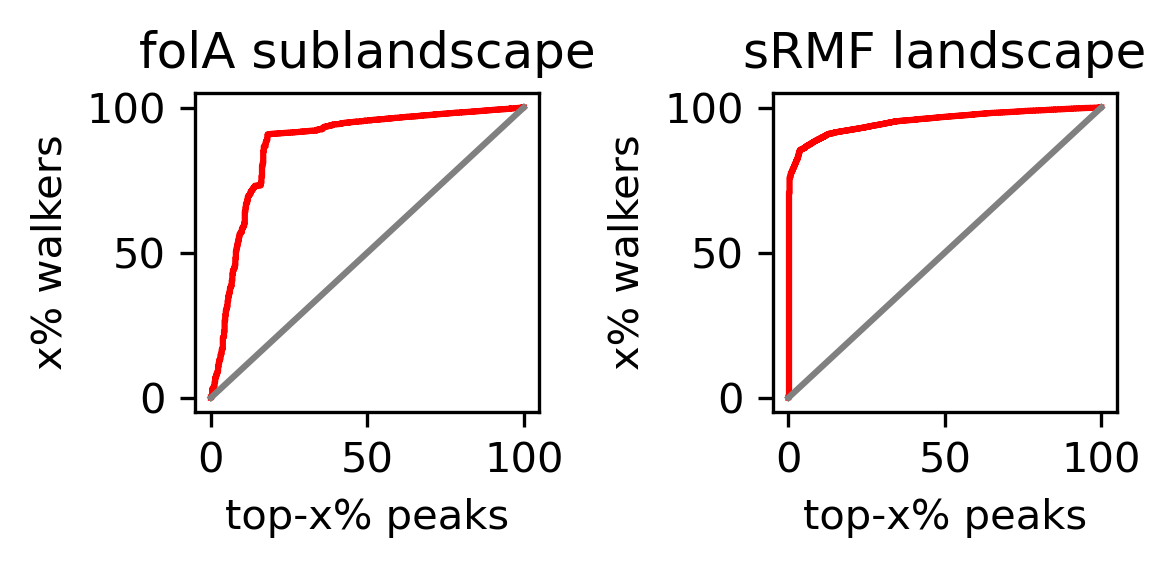 folA sublandscape
100
50
0
x% walkers
0 50 100
top-x% peaks
sRMF landscape
100
50
0
x% walkers
0 50 100
top-x% peaks